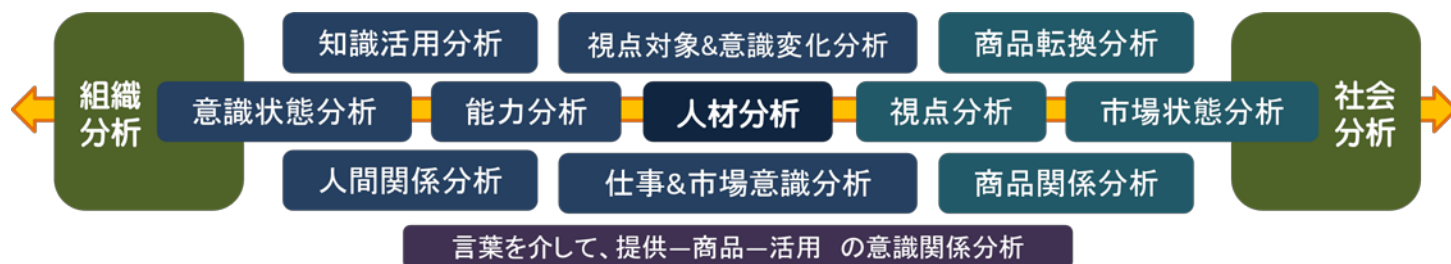 知識活用分析
視点対象&意識変化分析
商品転換分析
組織
分析
意識状態分析
能力分析
人材分析
視点分析
市場状態分析
社会
分析
人間関係分析
仕事&市場意識分析
商品関係分析
言葉を介して、提供―商品―活用　の意識関係分析